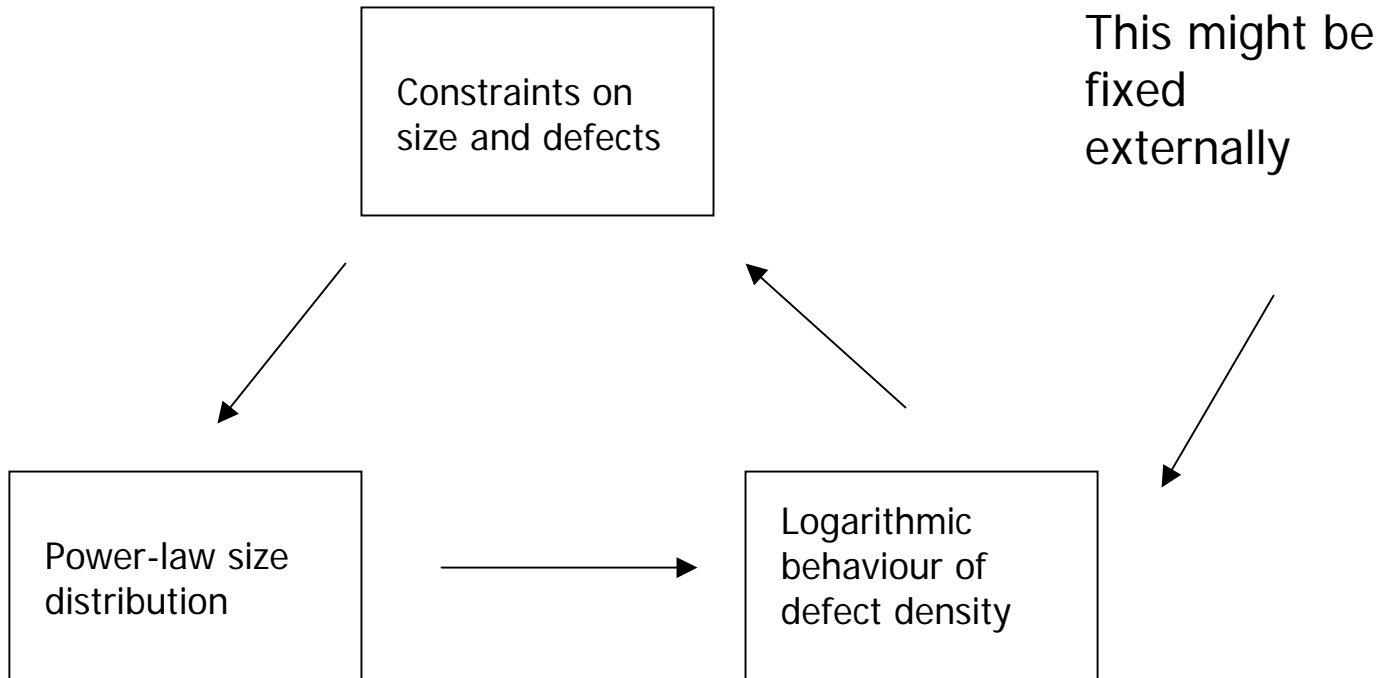 This might be
fixed
externally
Constraints on
size and defects
Power-law size
distribution
Logarithmic
behaviour of
defect density